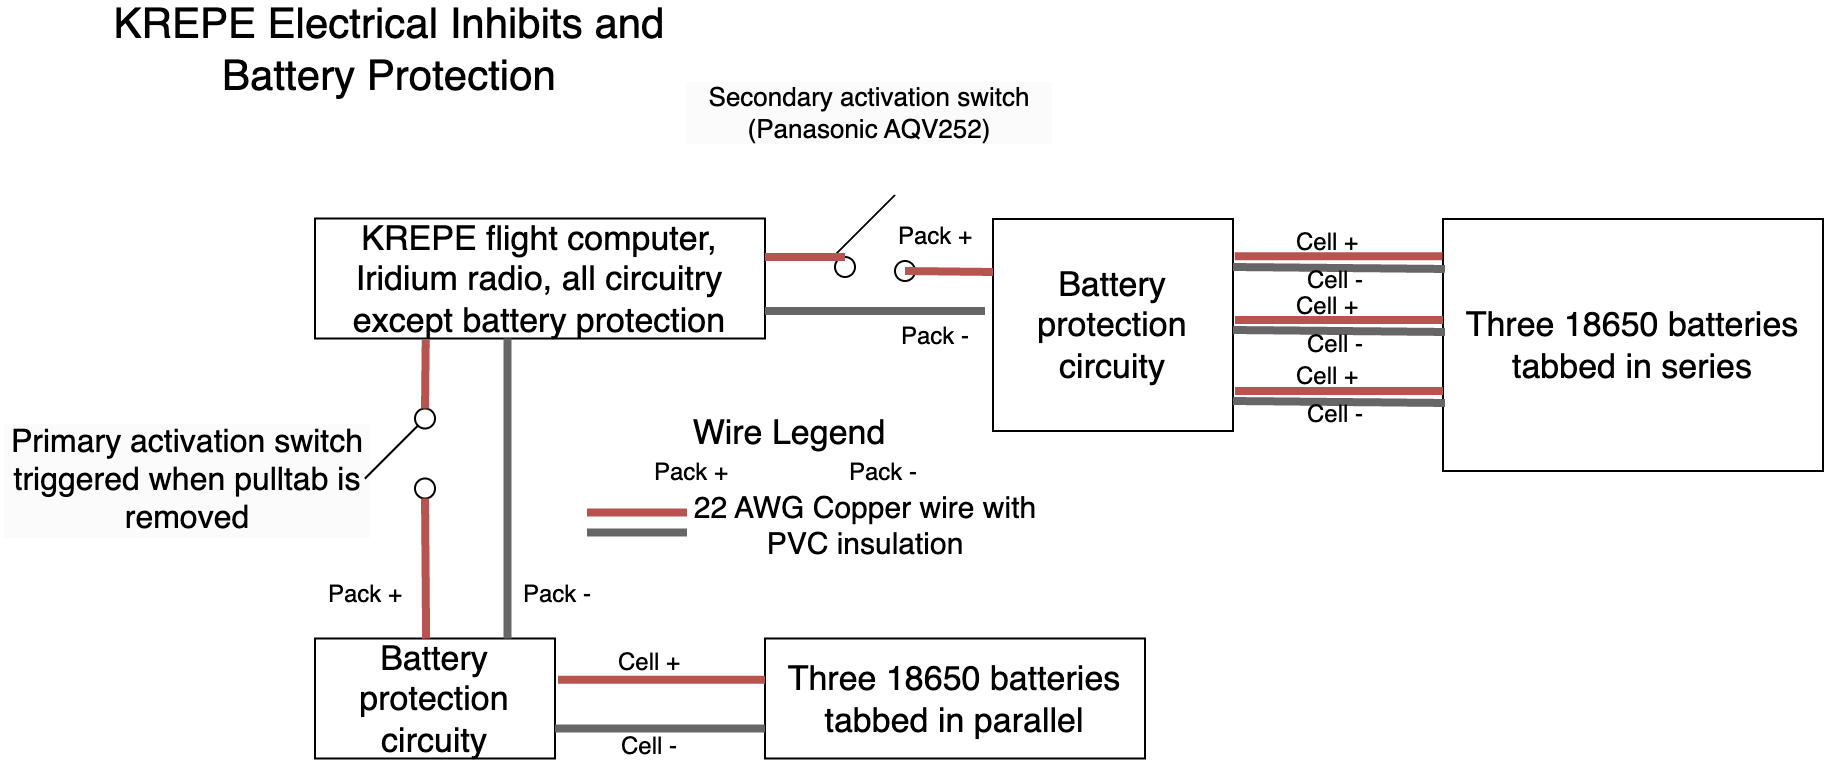 KREPE Electrical Inhibits and
Battery Protection
Secondary activation switch
(Panasonic AQV252)
KREPE flight computer,
Iridium radio, all circuitry
except battery protection
Pack +
Pack -
Battery
protection
circuity
Cell +
Cell -
Cell +
Cell -
Cell +
Cell -
Three 18650 batteries
tabbed in series
Primary activation switch
triggered when pulltab is
removed
Wire Legend
Pack +
Pack -
22 AWG Copper wire with
PVC insulation
Pack +
Pack -
Battery
protection
circuity
Cell +
Cell -
Three 18650 batteries
tabbed in parallel